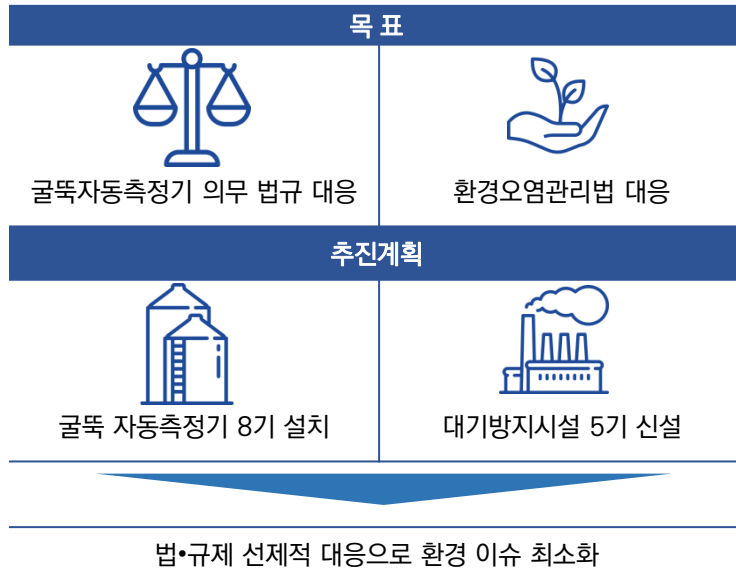 목 표
굴뚝자동측정기 의무 법규 대응
환경오염관리법 대응
추진계획
굴뚝 자동측정기 8기 설치
대기방지시설 5기 신설
법•규제 선제적 대응으로 환경 이슈 최소화